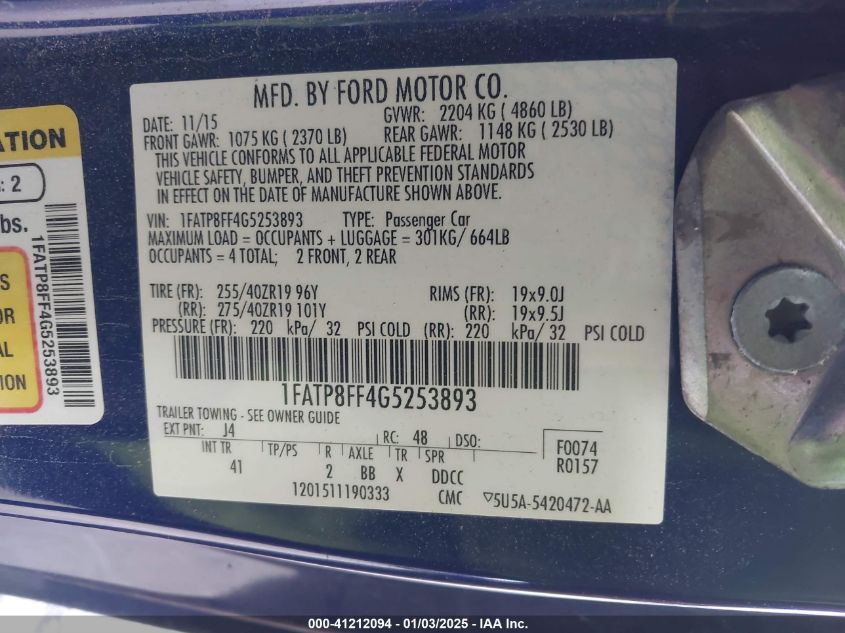 MFD. BY FORD MOTOR CO.
DATE: 11/15
GVWR: 2204 KG ( 4860 LB)
FRONT GAWR: 1075 KG ( 2370 LB)
REAR GAWR: 1148 KG ( 2530 LB)
THIS VEHICLE CONFORMS TO ALL APPLICABLE FEDERAL MOTOR
VEHICLE SAFETY, BUMPER, AND THEFT PREVENTION STANDARDS
IN EFFECT ON THE DATE OF MANUFACTURE SHOWN ABOVE.
VIN: 1FATP8FF4G5253893 TYPE: Passenger Car
MAXIMUM LOAD = OCCUPANTS + LUGGAGE = 301KG/ 664LB
OCCUPANTS = 4 TOTAL; 2 FRONT, 2 REAR
TIRE (FR): 255/40ZR19 96Y RIMS (FR): 19x9.0J
(RR): 275/40ZR19 101Y (RR): 19x9.5J
PRESSURE (FR): 220 kPa/ 32 PSI COLD (RR): 220 kPa/ 32 PSI COLD
1FATP8FF4G5253893
TRAILER TOWING - SEE OWNER GUIDE
EXT PNT: J4 RC: 48 DSO: F0074
INT TR TP/PS R AXLE TR SPR R0157
41 2 BB X DDCC
1201511190333 CMC ▽5U5A-5420472-AA
ATION
: 2
bs.
S
OR
AL
ION
1FATP8FF4G5253893
000-41212094 - 01/03/2025 - IAA Inc.